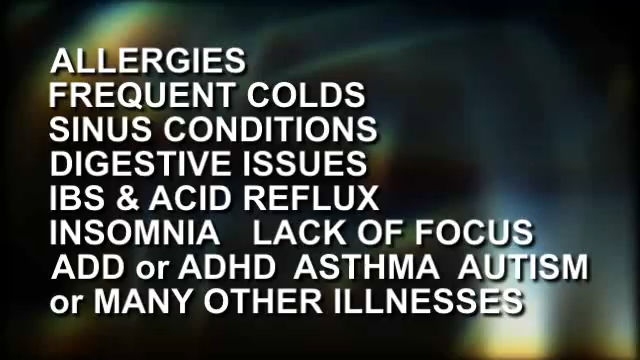 ALLERGIES
FREQUENT COLDS
SINUS CONDITIONS
DIGESTIVE ISSUES
IBS & ACID REFLUX
INSOMNIA LACK OF FOCUS
ADD or ADHD ASTHMA AUTISM
or MANY OTHER ILLNESSES